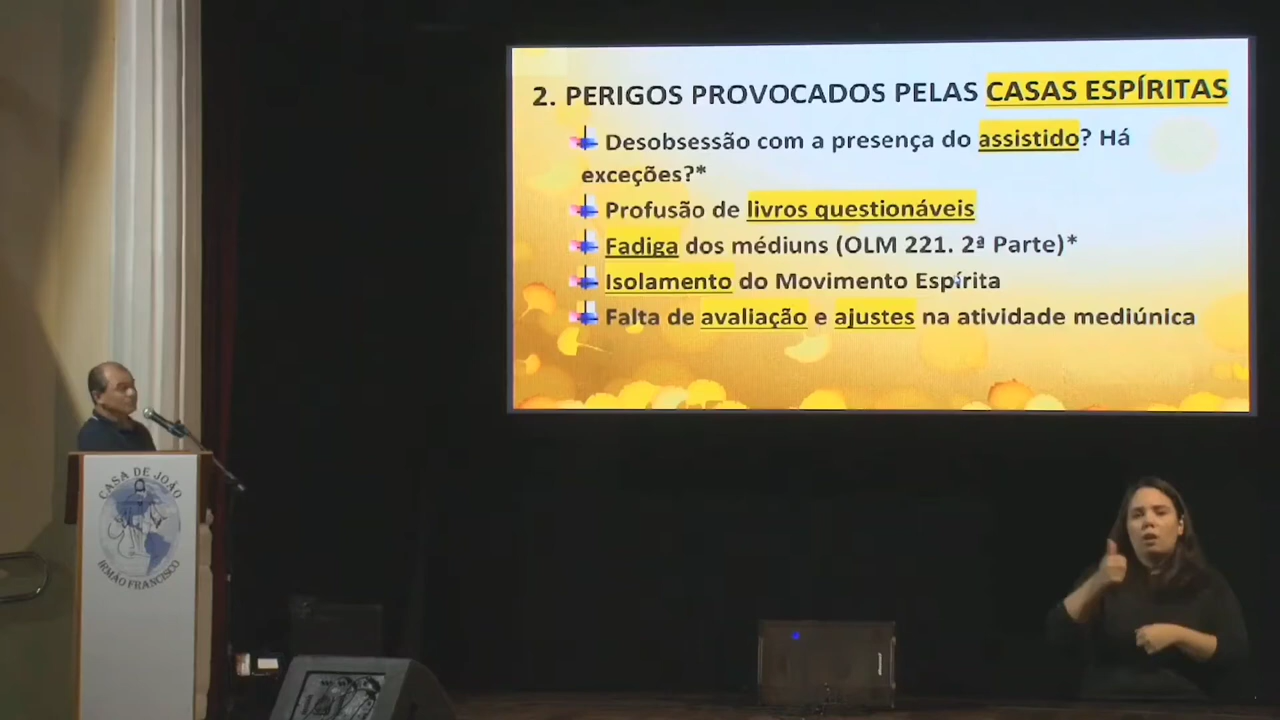 2. PERIGOS PROVOCADOS PELAS CASAS ESPÍRITAS
Desobsessão com a presença do assistido? Há
exceções?*
Profusão de livros questionáveis
Fadiga dos médiuns (OLM 221. 2ª Parte)*
Isolamento do Movimento Espírita
Falta de avaliação e ajustes na atividade mediúnica
CASA DE JOÃO
IRMÃO FRANCISCO